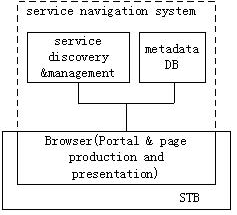 service navigation system
service
discovery
&management
metadata
DB
Browser(Portal & page
production and
presentation)
STB